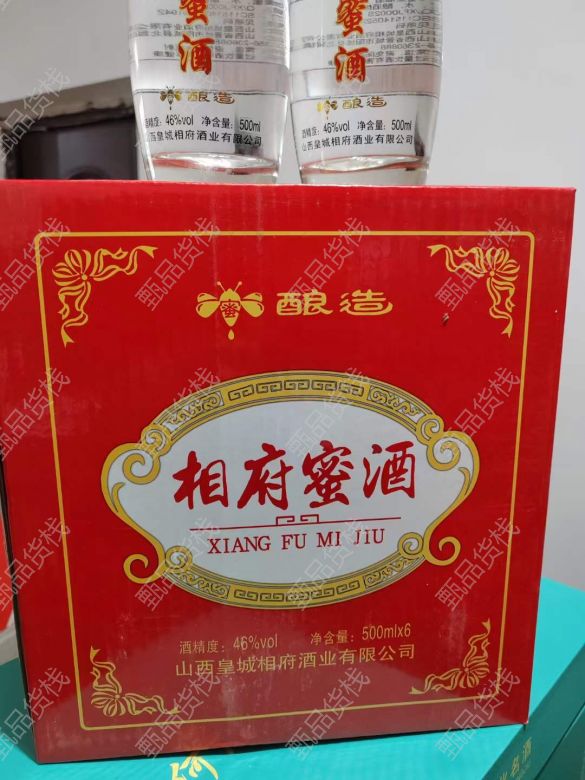 蜜酒
蜜酒
酿造
酿造
酒精度：46%vol 净含量：500ml
山西皇城相府酒业有限公司
酒精度：46%vol 净含量：500ml
山西皇城相府酒业有限公司
蜜 酿造
相府蜜酒
XIANG FU MI JIU
酒精度：46%vol 净含量：500mlx6
山西皇城相府酒业有限公司
名酒
甄品货栈